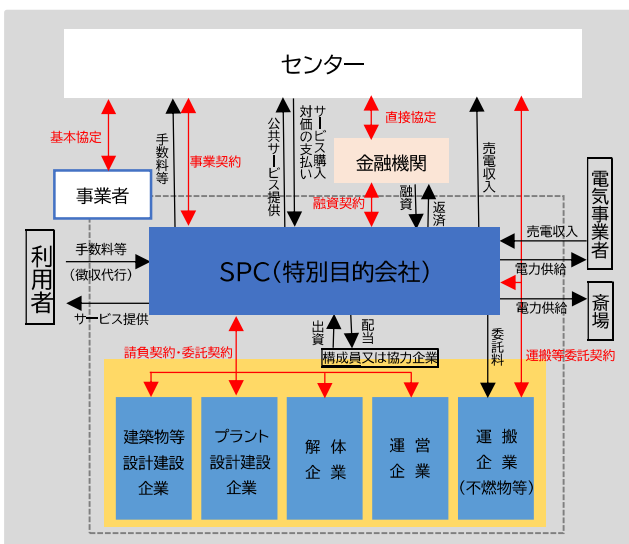 センター
基本協定
手数料等
事業契約
公共サービス
提供
サービス購入
対価の支払い
直接協定
金融機関
売電収入
融資契約
融資
返済
事業者
電気事業者
利用者
手数料等
(徴収代行)
サービス提供
SPC(特別目的会社)
売電収入
電力供給
電力供給
斎場
請負契約・委託契約
出資
配当
構成員又は協力企業
委託料
運搬等委託契約
建築物等
設計建設
企業
プラント
設計建設
企業
解体
企業
運営
企業
運搬
企業
(不燃物等)